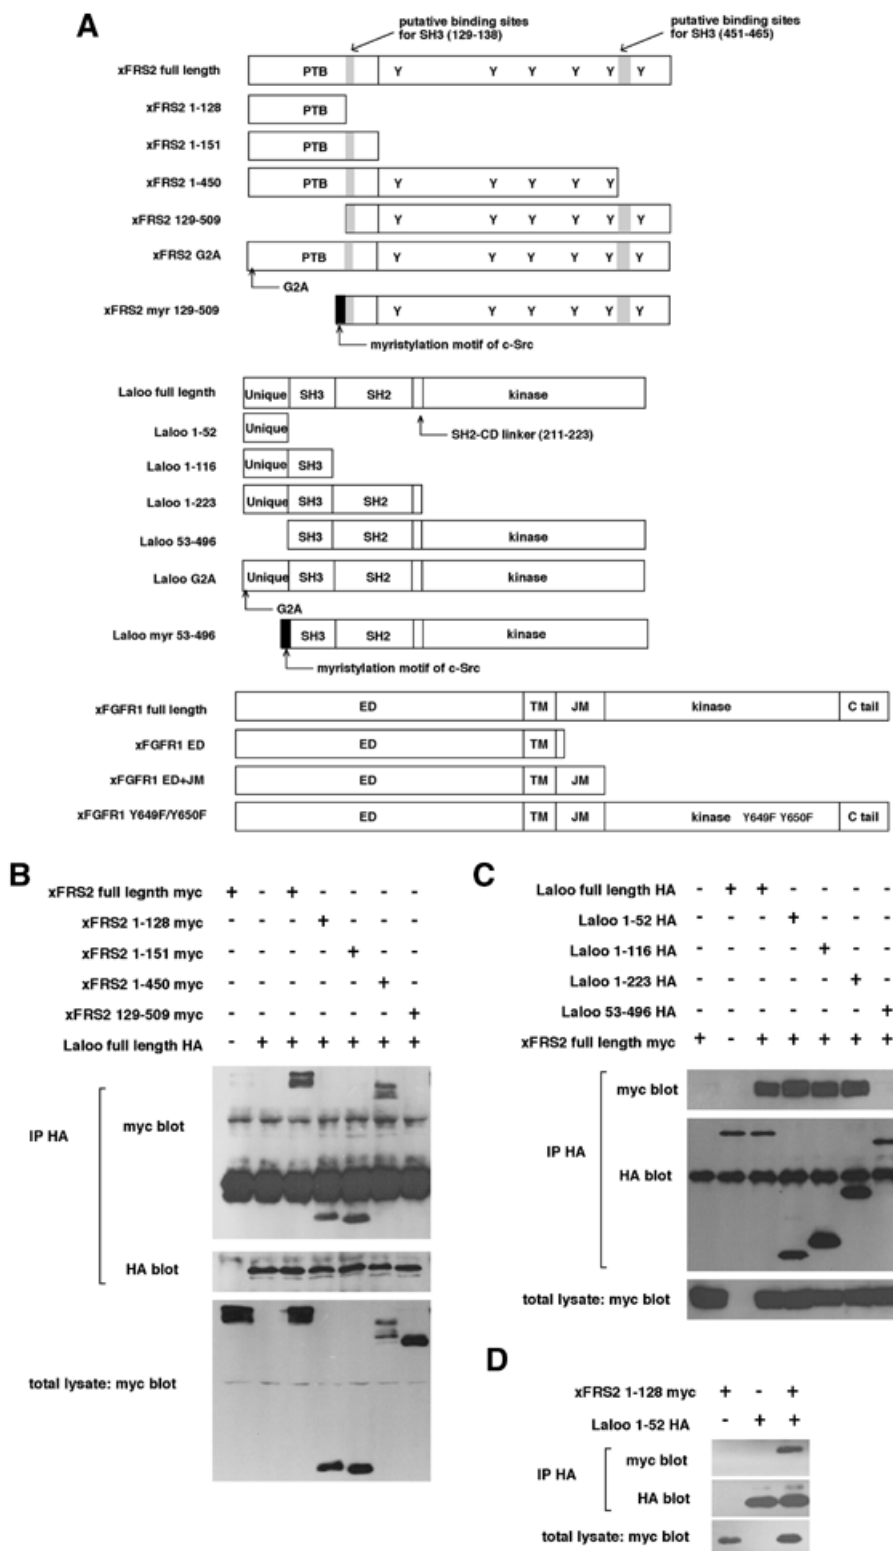 A
putative binding sites
for SH3 (129-138)
putative binding sites
for SH3 (451-465)
xFRS2 full length PTB Y Y Y Y Y Y
xFRS2 1-128 PTB
xFRS2 1-151 PTB
xFRS2 1-450 PTB Y Y Y Y Y
xFRS2 129-509 Y Y Y Y Y Y
xFRS2 G2A PTB Y Y Y Y Y Y
G2A
xFRS2 myr 129-509 Y Y Y Y Y Y
myristylation motif of c-Src
Laloo full legnth Unique SH3 SH2 kinase
SH2-CD linker (211-223)
Laloo 1-52 Unique
Laloo 1-116 Unique SH3
Laloo 1-223 Unique SH3 SH2
Laloo 53-496 SH3 SH2 kinase
Laloo G2A Unique SH3 SH2 kinase
G2A
Laloo myr 53-496 SH3 SH2 kinase
myristylation motif of c-Src
xFGFR1 full length ED TM JM kinase C tail
xFGFR1 ED ED TM
xFGFR1 ED+JM ED TM JM
xFGFR1 Y649F/Y650F ED TM JM kinase Y649F Y650F C tail
B
xFRS2 full legnth myc + - + - - - -
xFRS2 1-128 myc - - - + - - -
xFRS2 1-151 myc - - - - + - -
xFRS2 1-450 myc - - - - - + -
xFRS2 129-509 myc - - - - - - +
Laloo full length HA - + + + + + +
IP HA
myc blot
HA blot
total lysate: myc blot
C
Laloo full length HA - + + - - - -
Laloo 1-52 HA - - - + - - -
Laloo 1-116 HA - - - - + - -
Laloo 1-223 HA - - - - - + -
Laloo 53-496 HA - - - - - - +
xFRS2 full length myc + - + + + + +
myc blot
IP HA
HA blot
total lysate: myc blot
D
xFRS2 1-128 myc + - +
Laloo 1-52 HA - + +
IP HA
myc blot
HA blot
total lysate: myc blot